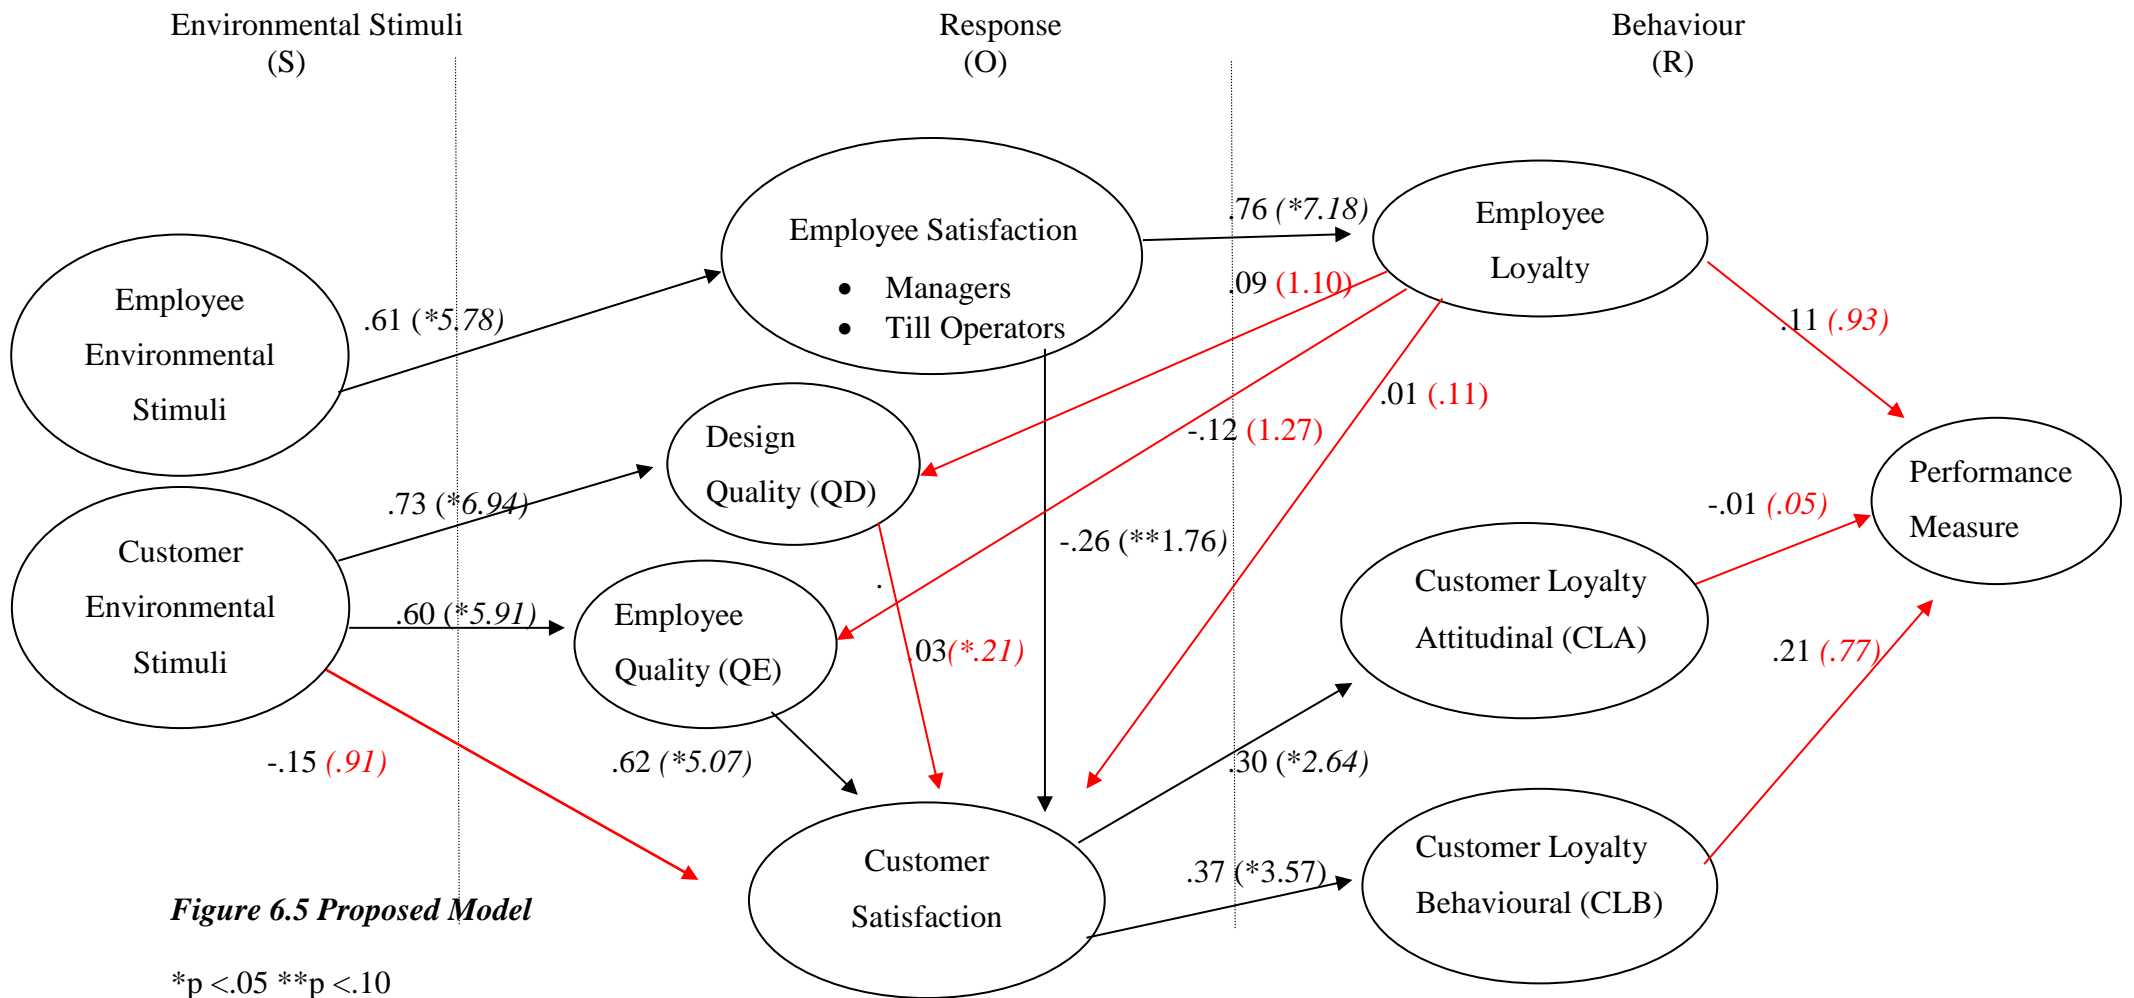 Environmental Stimuli
(S)
Response
(O)
Behaviour
(R)
Employee
Environmental
Stimuli
.61 (*5.78)
Employee Satisfaction
• Managers
• Till Operators
.76 (*7.18)
Employee
Loyalty
.09 (1.10)
.11 (.93)
.01 (.11)
-.12 (1.27)
Design
Quality (QD)
.73 (*6.94)
Customer
Environmental
Stimuli
.60 (*5.91)
Employee
Quality (QE)
.
.03(*.21)
-.26 (**1.76)
Performance
Measure
-.01 (.05)
Customer Loyalty
Attitudinal (CLA)
.21 (.77)
-.15 (.91)
.62 (*5.07)
.30 (*2.64)
Customer
Satisfaction
.37 (*3.57)
Customer Loyalty
Behavioural (CLB)
Figure 6.5 Proposed Model
*p <.05 **p <.10